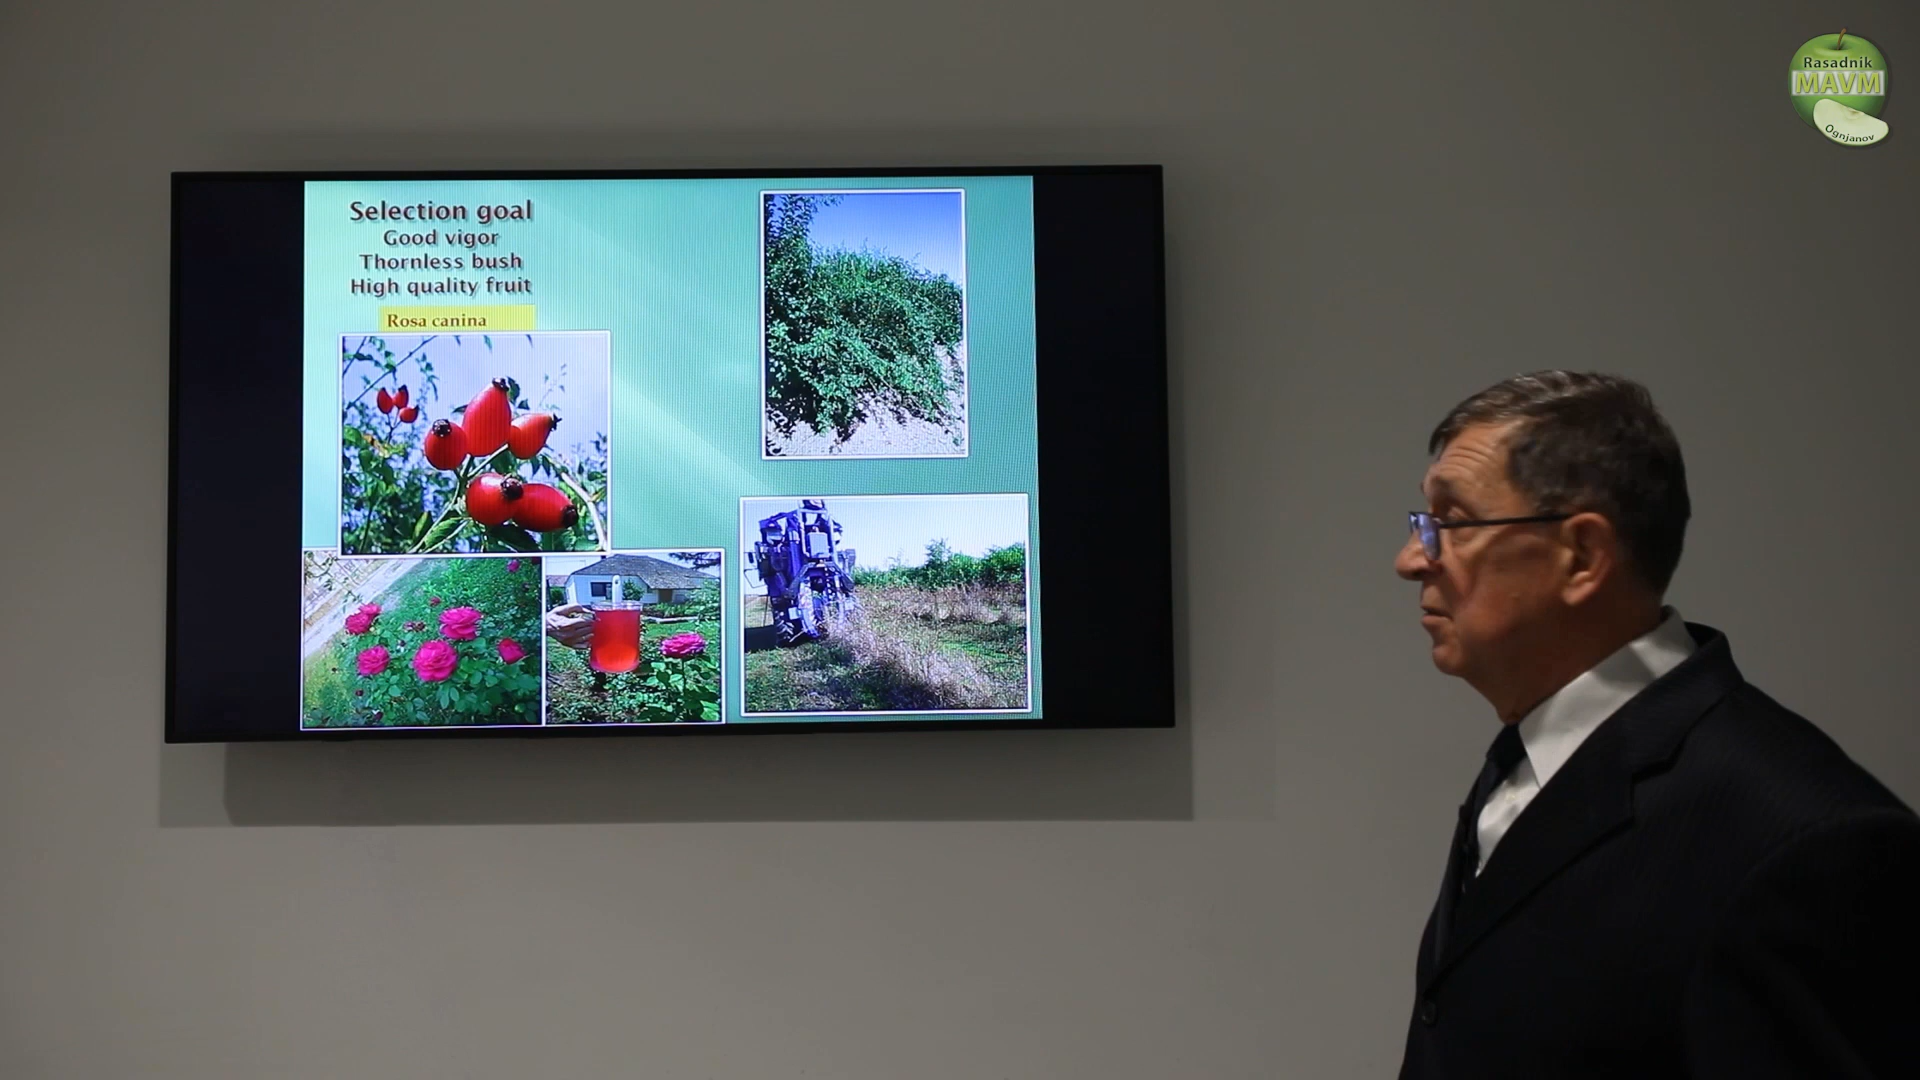 Selection goal
Good vigor
Thornless bush
High quality fruit
Rosa canina
Rasadnik
MAVM
Ognjanov